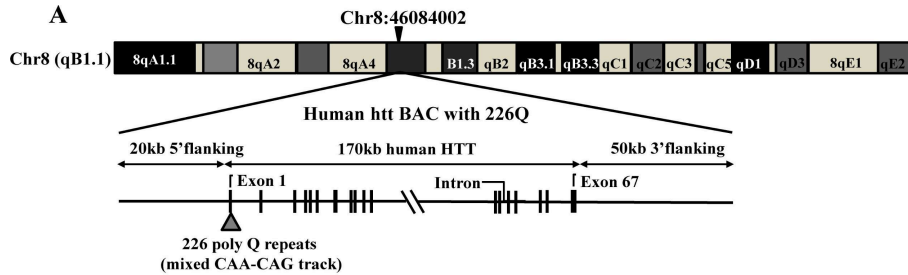 A
Chr8:46084002
Chr8 (qB1.1)
8qA1.1 8qA2 8qA4 B1.3 qB2 qB3.1 qB3.3 qC1 qC2 qC3 qC5 qD1 qD3 8qE1 qE2
Human htt BAC with 226Q
20kb 5'flanking 170kb human HTT 50kb 3'flanking
Exon 1 Intron Exon 67
226 poly Q repeats
(mixed CAA-CAG track)